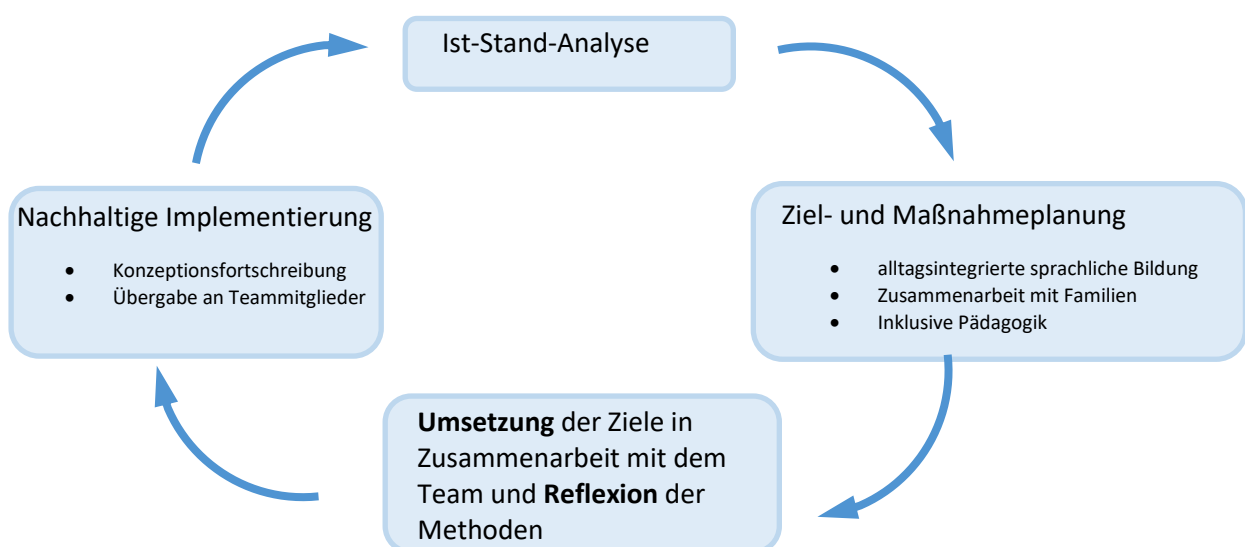 Ist-Stand-Analyse
Ziel- und Maßnahmeplanung
• alltagsintegrierte sprachliche Bildung
• Zusammenarbeit mit Familien
• Inklusive Pädagogik
Umsetzung der Ziele in
Zusammenarbeit mit dem
Team und Reflexion der
Methoden
Nachhaltige Implementierung
• Konzeptionsfortschreibung
• Übergabe an Teammitglieder